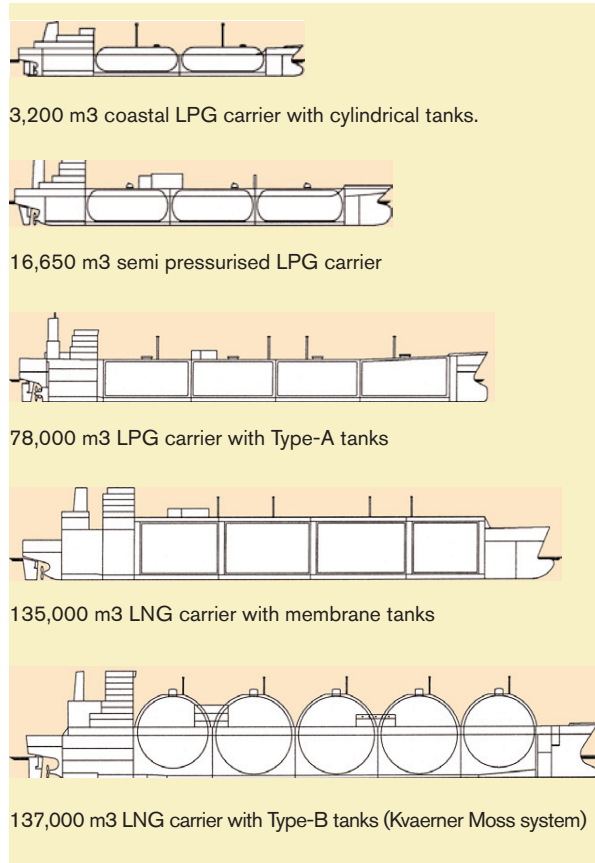 3,200 m3 coastal LPG carrier with cylindrical tanks.
16,650 m3 semi pressurised LPG carrier
78,000 m3 LPG carrier with Type-A tanks
135,000 m3 LNG carrier with membrane tanks
137,000 m3 LNG carrier with Type-B tanks (Kvaerner Moss system)